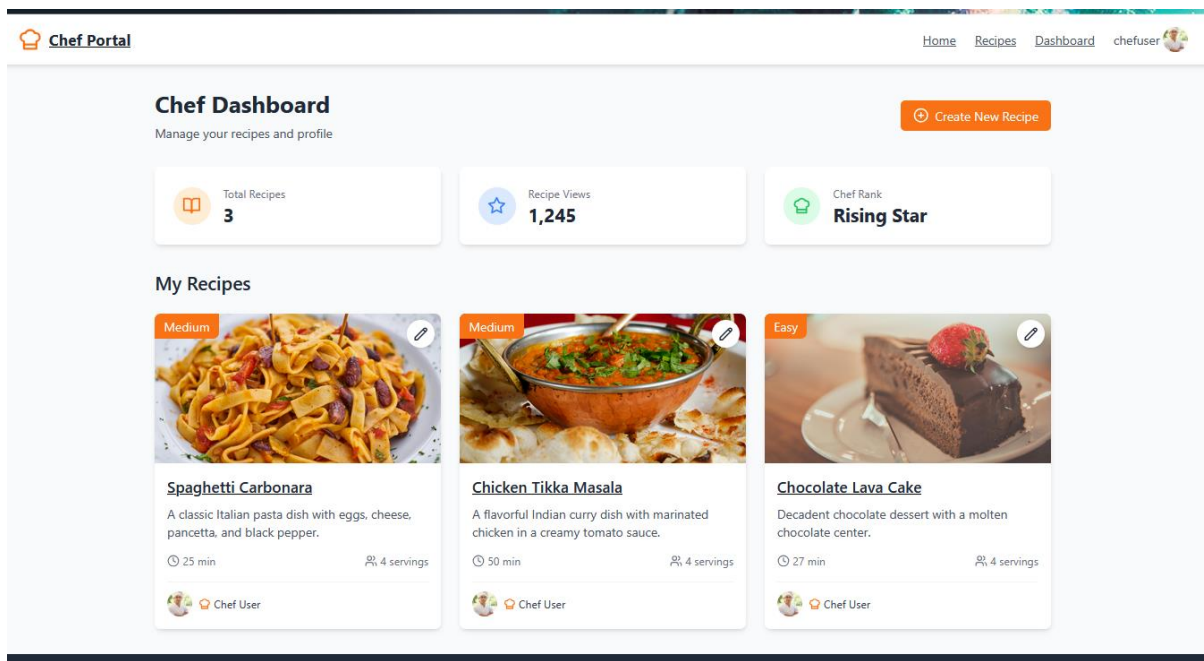 Chef Portal
Home Recipes Dashboard chefuser
Chef Dashboard
Manage your recipes and profile
Create New Recipe
Total Recipes
3
Recipe Views
1,245
Chef Rank
Rising Star
My Recipes
Medium
Spaghetti Carbonara
A classic Italian pasta dish with eggs, cheese,
pancetta, and black pepper.
25 min 4 servings
Chef User
Medium
Chicken Tikka Masala
A flavorful Indian curry dish with marinated
chicken in a creamy tomato sauce.
50 min 4 servings
Chef User
Easy
Chocolate Lava Cake
Decadent chocolate dessert with a molten
chocolate center.
27 min 4 servings
Chef User